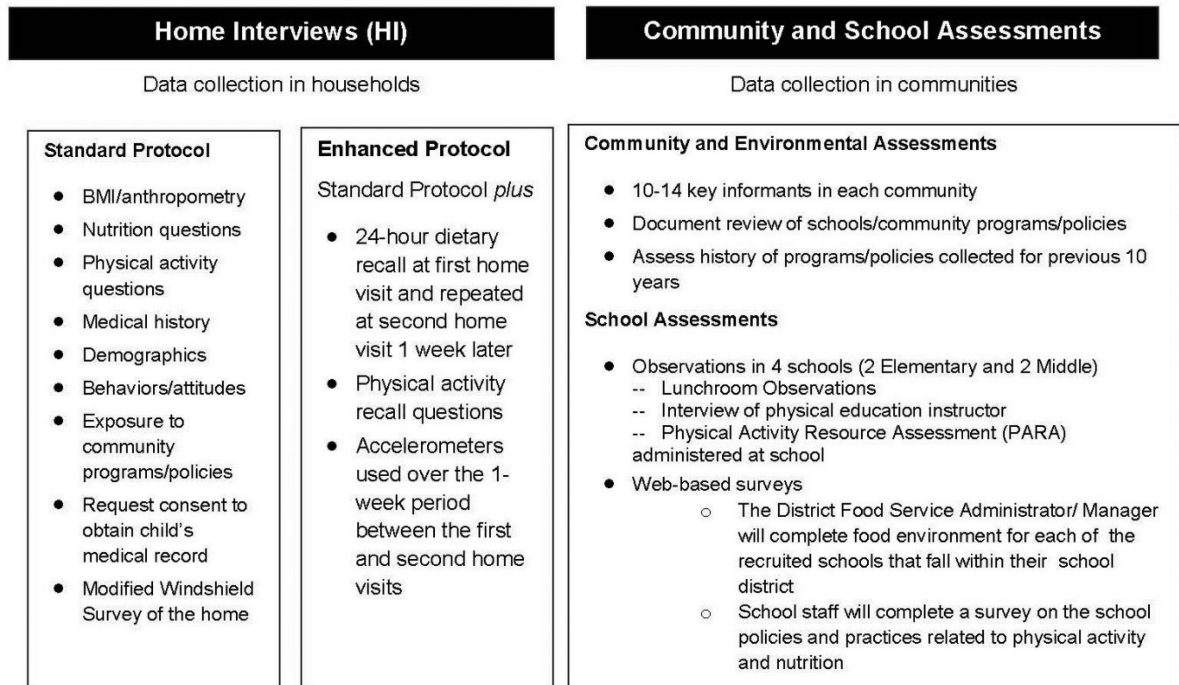 Home Interviews (HI)
Data collection in households
Standard Protocol
● BMI/anthropometry
● Nutrition questions
● Physical activity
questions
● Medical history
● Demographics
● Behaviors/attitudes
● Exposure to
community
programs/policies
● Request consent to
obtain child's
medical record
● Modified Windshield
Survey of the home
Enhanced Protocol
Standard Protocol plus
● 24-hour dietary
recall at first home
visit and repeated
at second home
visit 1 week later
● Physical activity
recall questions
● Accelerometers
used over the 1-
week period
between the first
and second home
visits
Community and School Assessments
Data collection in communities
Community and Environmental Assessments
● 10-14 key informants in each community
● Document review of schools/community programs/policies
● Assess history of programs/policies collected for previous 10
years
School Assessments
● Observations in 4 schools (2 Elementary and 2 Middle)
-- Lunchroom Observations
-- Interview of physical education instructor
-- Physical Activity Resource Assessment (PARA)
administered at school
● Web-based surveys
○ The District Food Service Administrator/ Manager
will complete food environment for each of the
recruited schools that fall within their school
district
○ School staff will complete a survey on the school
policies and practices related to physical activity
and nutrition